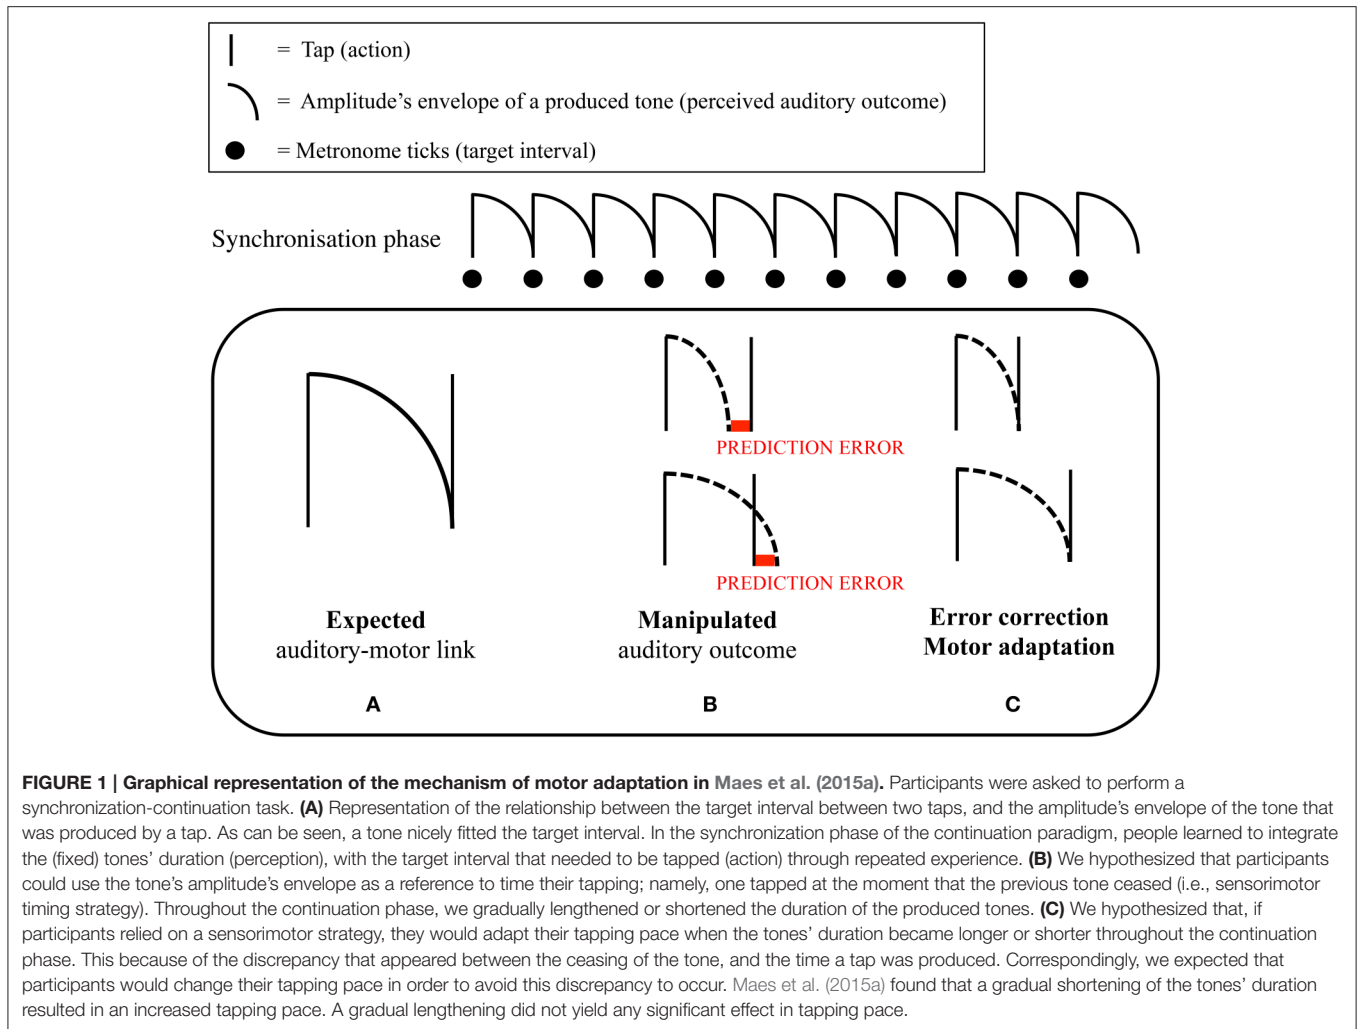 = Tap (action)
= Amplitude's envelope of a produced tone (perceived auditory outcome)
= Metronome ticks (target interval)
Synchronisation phase
PREDICTION ERROR
PREDICTION ERROR
Expected
auditory-motor link
A
Manipulated
auditory outcome
B
Error correction
Motor adaptation
C
FIGURE 1 | Graphical representation of the mechanism of motor adaptation in Maes et al. (2015a). Participants were asked to perform a
synchronization-continuation task. (A) Representation of the relationship between the target interval between two taps, and the amplitude's envelope of the tone that
was produced by a tap. As can be seen, a tone nicely fitted the target interval. In the synchronization phase of the continuation paradigm, people learned to integrate
the (fixed) tones' duration (perception), with the target interval that needed to be tapped (action) through repeated experience. (B) We hypothesized that participants
could use the tone's amplitude's envelope as a reference to time their tapping; namely, one tapped at the moment that the previous tone ceased (i.e., sensorimotor
timing strategy). Throughout the continuation phase, we gradually lengthened or shortened the duration of the produced tones. (C) We hypothesized that, if
participants relied on a sensorimotor strategy, they would adapt their tapping pace when the tones' duration became longer or shorter throughout the continuation
phase. This because of the discrepancy that appeared between the ceasing of the tone, and the time a tap was produced. Correspondingly, we expected that
participants would change their tapping pace in order to avoid this discrepancy to occur. Maes et al. (2015a) found that a gradual shortening of the tones' duration
resulted in an increased tapping pace. A gradual lengthening did not yield any significant effect in tapping pace.